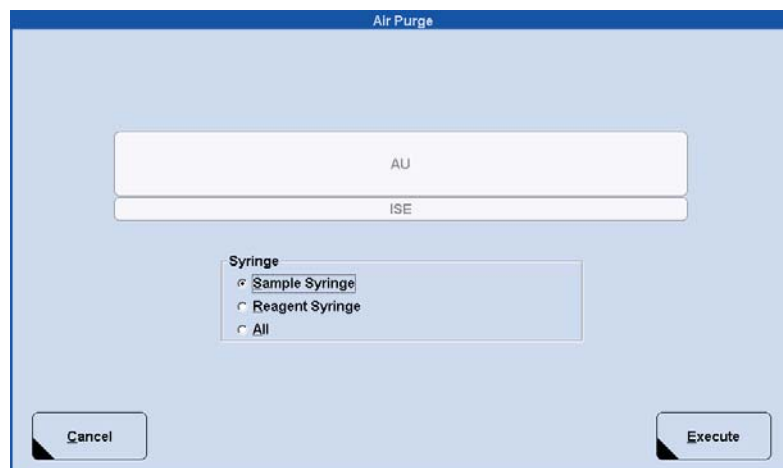 Air Purge
AU
ISE
Syringe
Sample Syringe
Reagent Syringe
All
Cancel
Execute